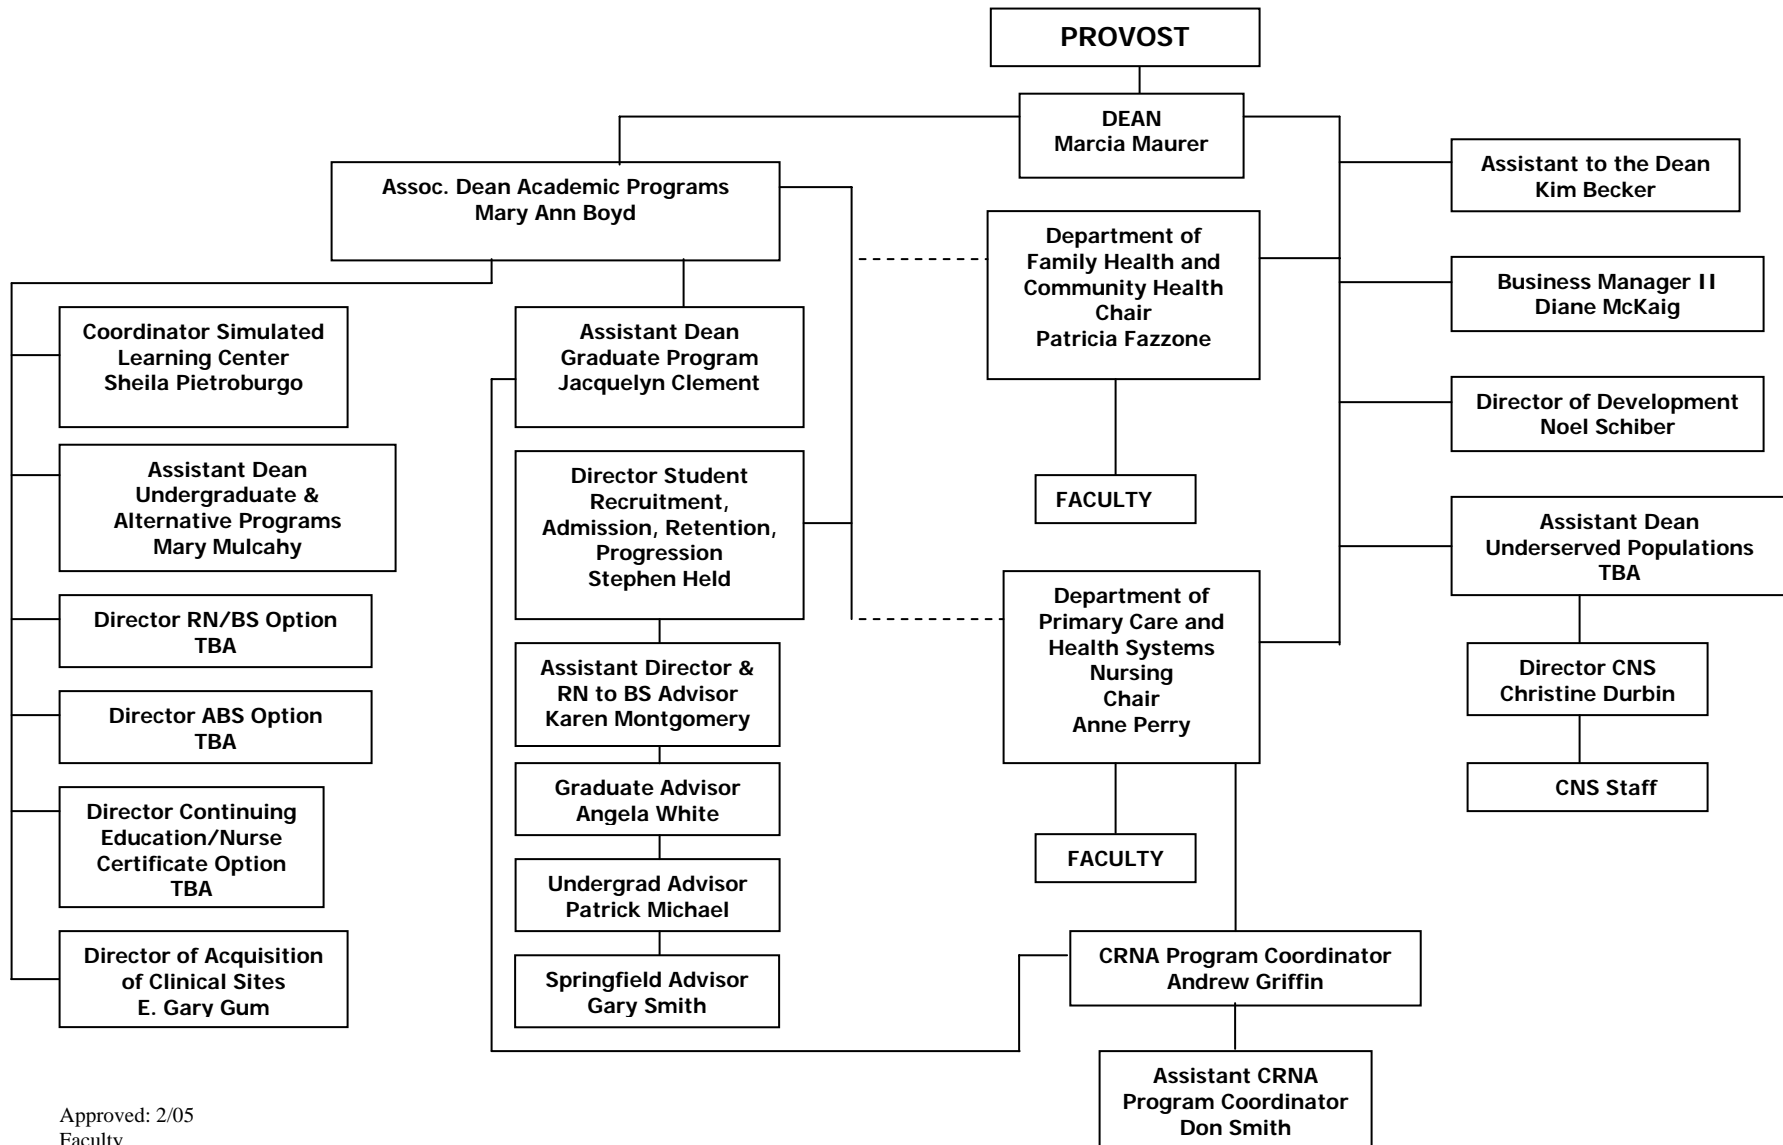 PROVOST
DEAN
Marcia Maurer
Assoc. Dean Academic Programs
Mary Ann Boyd
Assistant to the Dean
Kim Becker
Department of
Family Health and
Community Health
Chair
Patricia Fazzone
Business Manager II
Diane McKaig
Coordinator Simulated
Learning Center
Sheila Pietroburgo
Assistant Dean
Graduate Program
Jacquelyn Clement
Director of Development
Noel Schiber
Assistant Dean
Undergraduate &
Alternative Programs
Mary Mulcahy
Director Student
Recruitment,
Admission, Retention,
Progression
Stephen Held
FACULTY
Assistant Dean
Underserved Populations
TBA
Director RN/BS Option
TBA
Department of
Primary Care and
Health Systems
Nursing
Chair
Anne Perry
Assistant Director &
RN to BS Advisor
Karen Montgomery
Director CNS
Christine Durbin
Director ABS Option
TBA
Graduate Advisor
Angela White
CNS Staff
Director Continuing
Education/Nurse
Certificate Option
TBA
FACULTY
Undergrad Advisor
Patrick Michael
Director of Acquisition
of Clinical Sites
E. Gary Gum
Springfield Advisor
Gary Smith
CRNA Program Coordinator
Andrew Griffin
Assistant CRNA
Program Coordinator
Don Smith
Approved: 2/05
Faculty